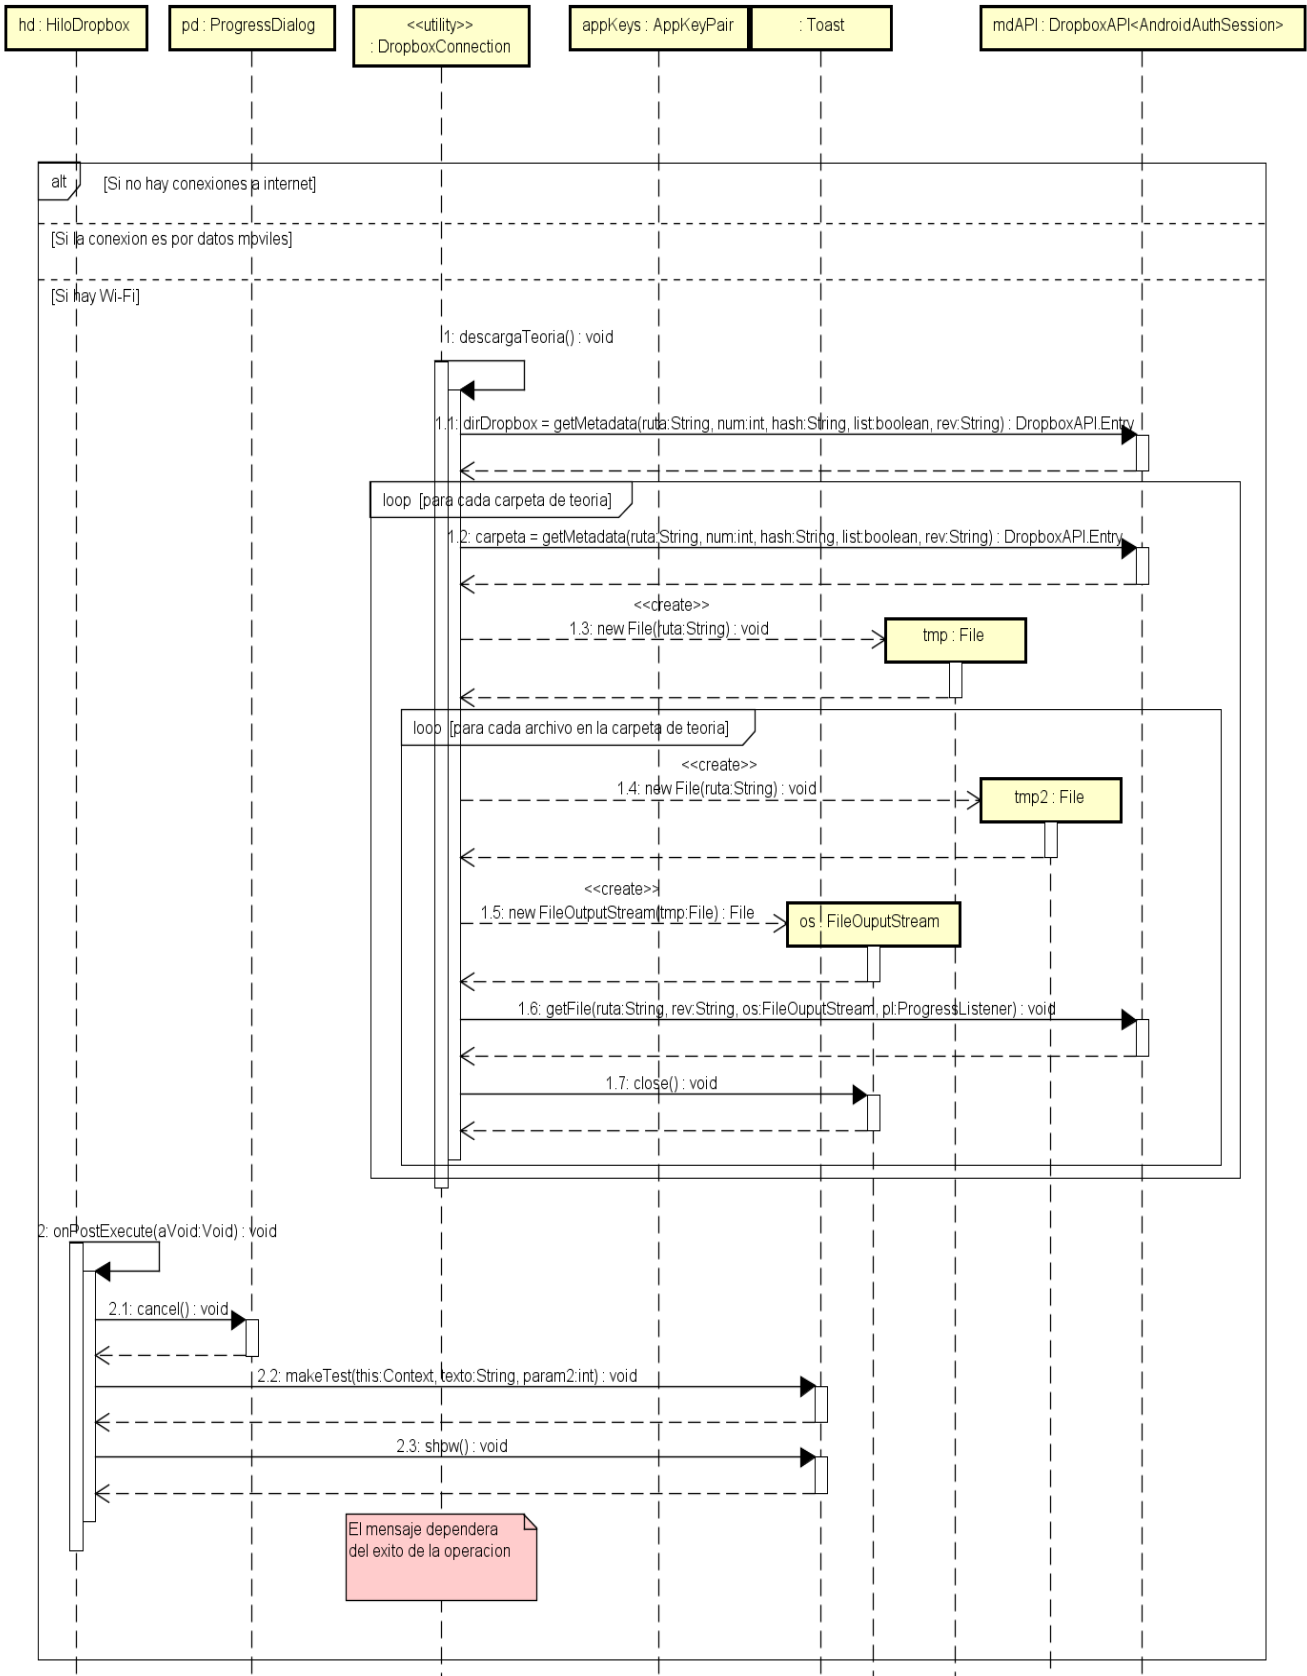 hd : HiloDropbox
pd : ProgressDialog
<<utility>>
: DropboxConnection
appKeys : AppKeyPair
: Toast
mdAPI : DropboxAPI<AndroidAuthSession>
alt
[Si no hay conexiones a internet]
[Si la conexion es por datos moviles]
[Si hay Wi-Fi]
1: descargaTeoria() : void
1.1: dirDropbox = getMetadata(ruta:String, num:int, hash:String, list:boolean, rev:String) : DropboxAPI.Entry
loop [para cada carpeta de teoria]
1.2: carpeta = getMetadata(ruta:String, num:int, hash:String, list:boolean, rev:String) : DropboxAPI.Entry
<<create>>
1.3: new File(ruta:String) : void
tmp : File
loop [para cada archivo en la carpeta de teoria]
<<create>>
1.4: new File(ruta:String) : void
tmp2 : File
<<create>>
1.5: new FileOutputStream(tmp:File) : File
os : FileOuputStream
1.6: getFile(ruta:String, rev:String, os:FileOuputStream, pl:ProgressListener) : void
1.7: close() : void
2: onPostExecute(aVoid:Void) : void
2.1: cancel() : void
2.2: makeTest(this:Context, texto:String, param2:int) : void
2.3: show() : void
El mensaje dependera
del exito de la operacion